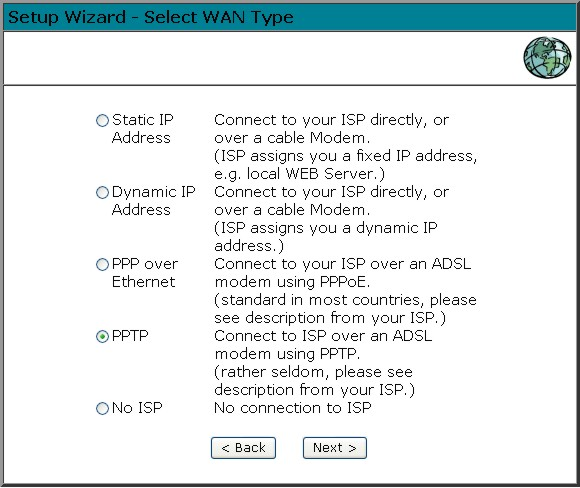 Setup Wizard - Select WAN Type
Static IP Address
Connect to your ISP directly, or
over a cable Modem.
(ISP assigns you a fixed IP address,
e.g. local WEB Server.)
Dynamic IP Address
Connect to your ISP directly, or
over a cable Modem.
(ISP assigns you a dynamic IP
address.)
PPP over Ethernet
Connect to your ISP over an ADSL
modem using PPPoE.
(standard in most countries, please
see description from your ISP.)
PPTP
Connect to ISP over an ADSL
modem using PPTP.
(rather seldom, please see
description from your ISP.)
No ISP
No connection to ISP
< Back
Next >